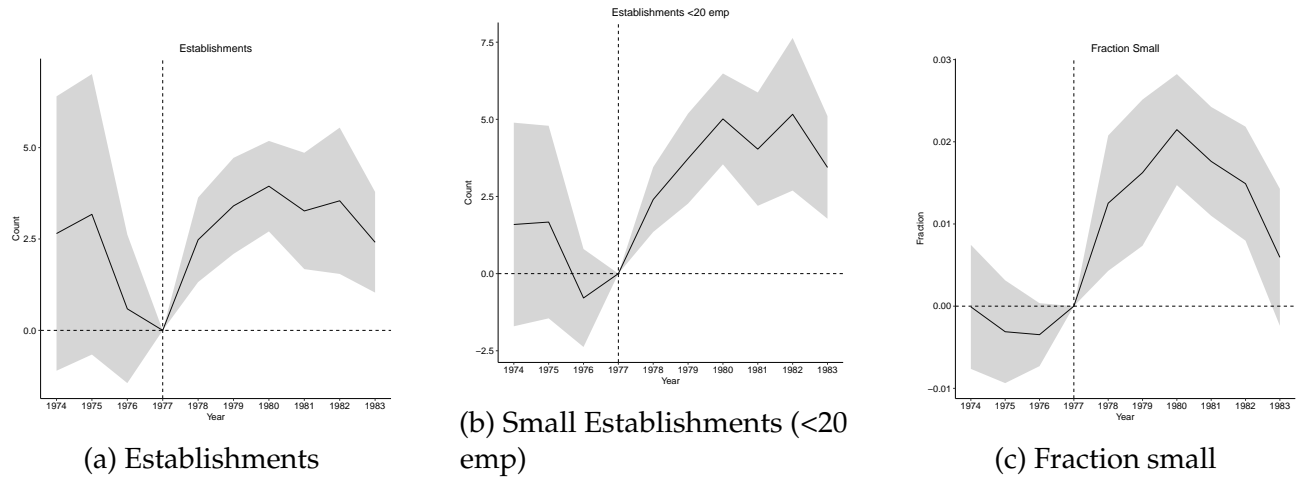 Establishments
Count
5.0
2.5
0.0
1974 1975 1976 1977 1978 1979 1980 1981 1982 1983
Year
(a) Establishments
Establishments <20 emp
Count
7.5
5.0
2.5
0.0
−2.5
1974 1975 1976 1977 1978 1979 1980 1981 1982 1983
Year
(b) Small Establishments (<20
emp)
Fraction Small
Fraction
0.03
0.02
0.01
0.00
−0.01
1974 1975 1976 1977 1978 1979 1980 1981 1982 1983
Year
(c) Fraction small